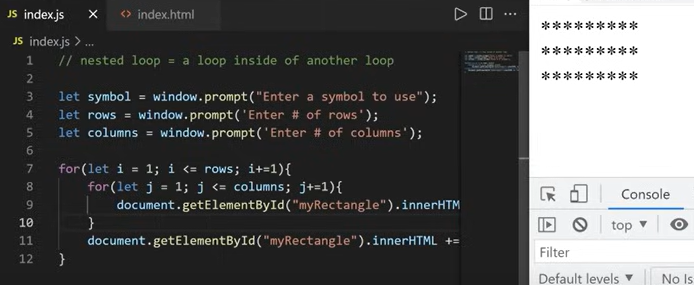 JS index.js × <> index.html
JS index.js > ...
1 // nested loop = a loop inside of another loop
2
3 let symbol = window.prompt("Enter a symbol to use");
4 let rows = window.prompt('Enter # of rows');
5 let columns = window.prompt('Enter # of columns');
6
7 for(let i = 1; i <= rows; i+=1){
8 for(let j = 1; j <= columns; j+=1){
9 document.getElementById("myRectangle").innerHTM
10 }
11 document.getElementById("myRectangle").innerHTML +=
12 }
*********
*********
*********
Console
top
Filter
Default levels
No Is